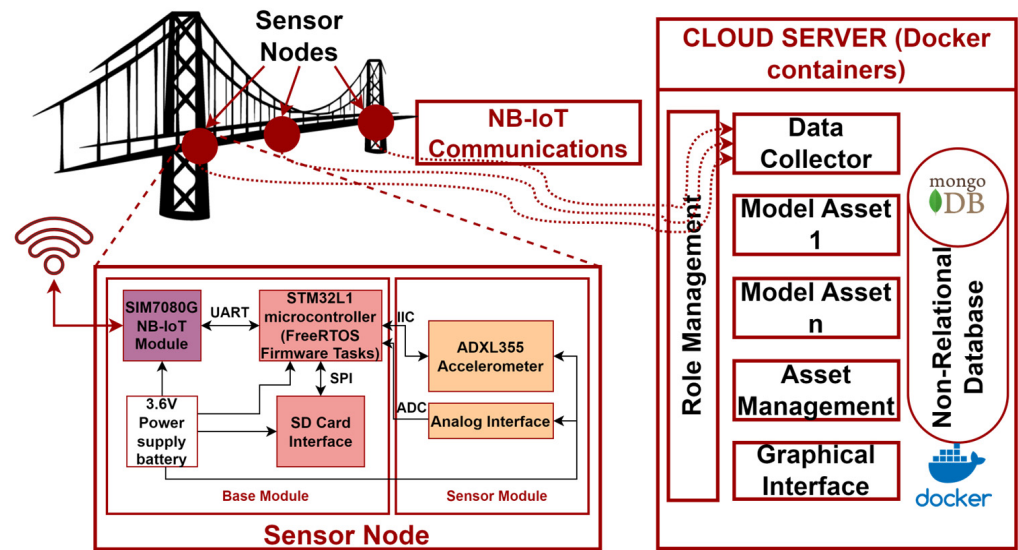 Sensor
Nodes
NB-IoT
Communications
SIM7080G
NB-IoT
Module
UART
STM32L1
microcontroller
(FreeRTOS
Firmware Tasks)
IIC
ADXL355
Accelerometer
SPI
3.6V
Power
supply
battery
SD Card
Interface
ADC
Analog Interface
Base Module
Sensor Module
Sensor Node
CLOUD SERVER (Docker
containers)
Role Management
Data
Collector
Model Asset
1
Model Asset
n
Asset
Management
Graphical
Interface
mongo
DB
Non-Relational
Database
docker